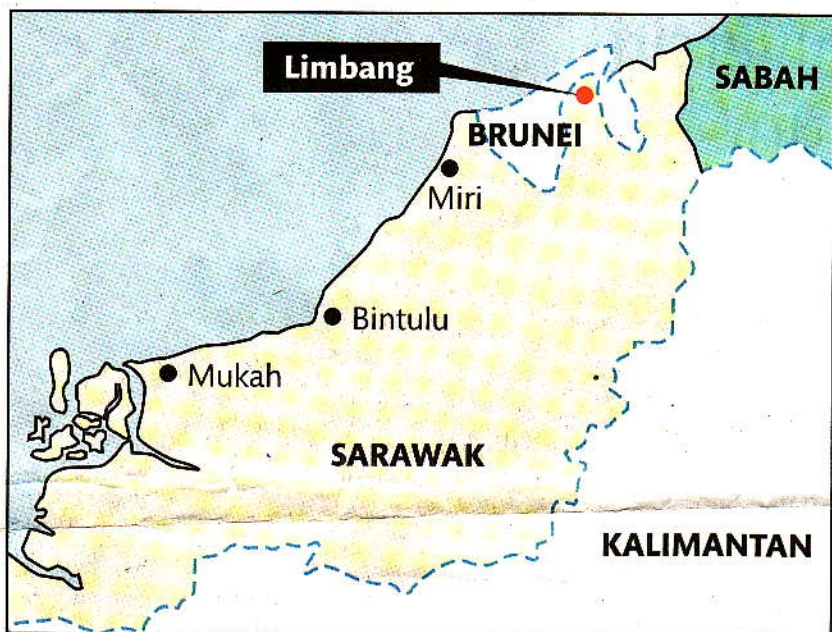 Limbang
SABAH
BRUNEI
Miri
Bintulu
Mukah
SARAWAK
KALIMANTAN